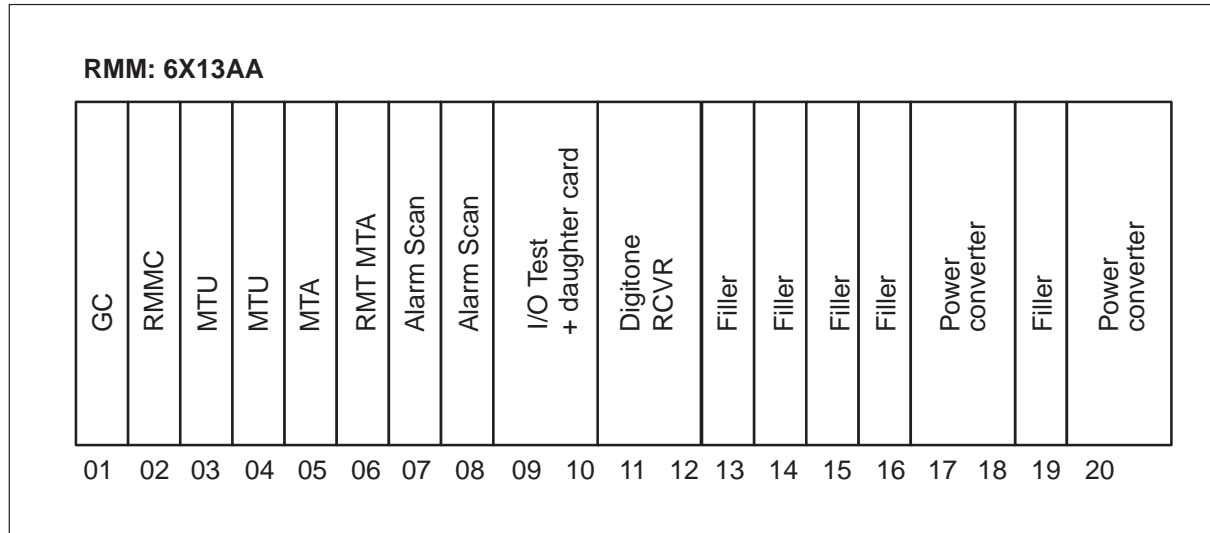 RMM: 6X13AA
GC
RMMC
MTU
MTU
MTA
RMT MTA
Alarm Scan
Alarm Scan
I/O Test
+ daughter card
Digitone
RCVR
Filler
Filler
Filler
Filler
Power
converter
Filler
Power
converter
01 02 03 04 05 06 07 08 09 10 11 12 13 14 15 16 17 18 19 20